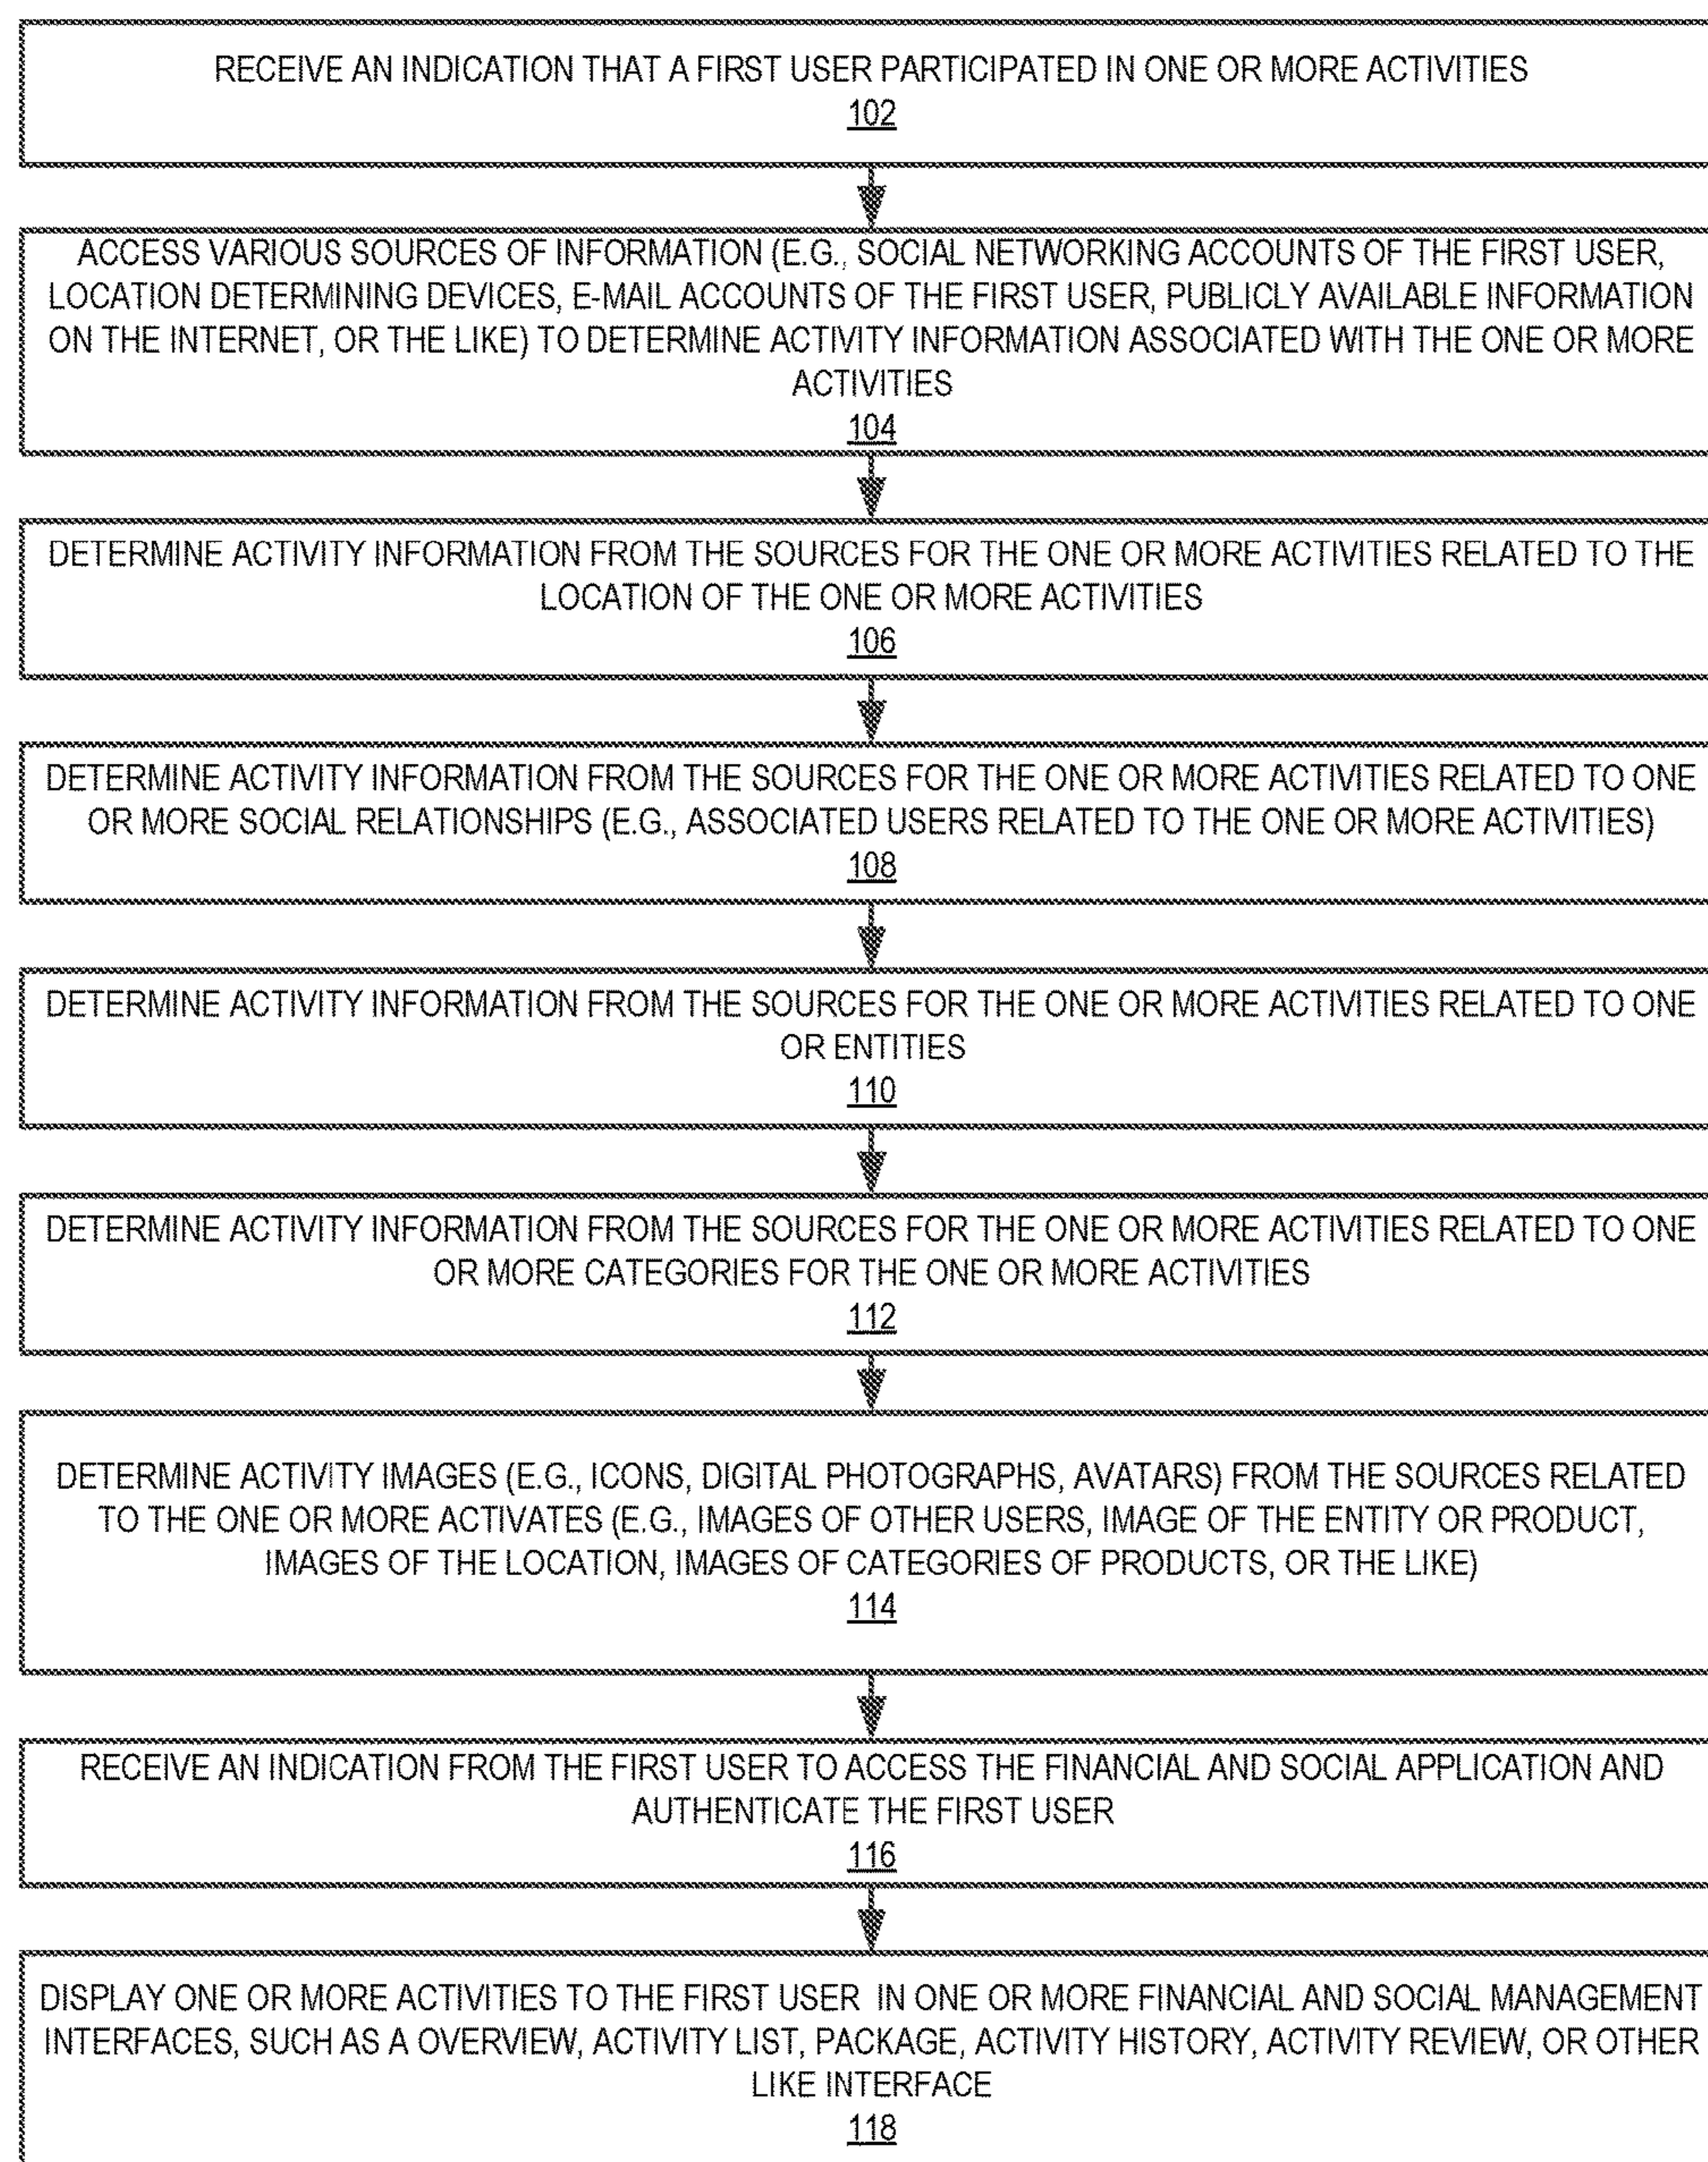 RECEIVE AN INDICATION THAT A FIRST USER PARTICIPATED IN ONE OR MORE ACTIVITIES
102
ACCESS VARIOUS SOURCES OF INFORMATION (E.G., SOCIAL NETWORKING ACCOUNTS OF THE FIRST USER,
LOCATION DETERMINING DEVICES, E-MAIL ACCOUNTS OF THE FIRST USER, PUBLICLY AVAILABLE INFORMATION
ON THE INTERNET, OR THE LIKE) TO DETERMINE ACTIVITY INFORMATION ASSOCIATED WITH THE ONE OR MORE
ACTIVITIES
104
DETERMINE ACTIVITY INFORMATION FROM THE SOURCES FOR THE ONE OR MORE ACTIVITIES RELATED TO THE
LOCATION OF THE ONE OR MORE ACTIVITIES
106
DETERMINE ACTIVITY INFORMATION FROM THE SOURCES FOR THE ONE OR MORE ACTIVITIES RELATED TO ONE
OR MORE SOCIAL RELATIONSHIPS (E.G., ASSOCIATED USERS RELATED TO THE ONE OR MORE ACTIVITIES)
108
DETERMINE ACTIVITY INFORMATION FROM THE SOURCES FOR THE ONE OR MORE ACTIVITIES RELATED TO ONE
OR ENTITIES
110
DETERMINE ACTIVITY INFORMATION FROM THE SOURCES FOR THE ONE OR MORE ACTIVITIES RELATED TO ONE
OR MORE CATEGORIES FOR THE ONE OR MORE ACTIVITIES
112
DETERMINE ACTIVITY IMAGES (E.G., ICONS, DIGITAL PHOTOGRAPHS, AVATARS) FROM THE SOURCES RELATED
TO THE ONE OR MORE ACTIVATES (E.G., IMAGES OF OTHER USERS, IMAGE OF THE ENTITY OR PRODUCT,
IMAGES OF THE LOCATION, IMAGES OF CATEGORIES OF PRODUCTS, OR THE LIKE)
114
RECEIVE AN INDICATION FROM THE FIRST USER TO ACCESS THE FINANCIAL AND SOCIAL APPLICATION AND
AUTHENTICATE THE FIRST USER
116
DISPLAY ONE OR MORE ACTIVITIES TO THE FIRST USER IN ONE OR MORE FINANCIAL AND SOCIAL MANAGEMENT
INTERFACES, SUCH AS A OVERVIEW, ACTIVITY LIST, PACKAGE, ACTIVITY HISTORY, ACTIVITY REVIEW, OR OTHER
LIKE INTERFACE
118